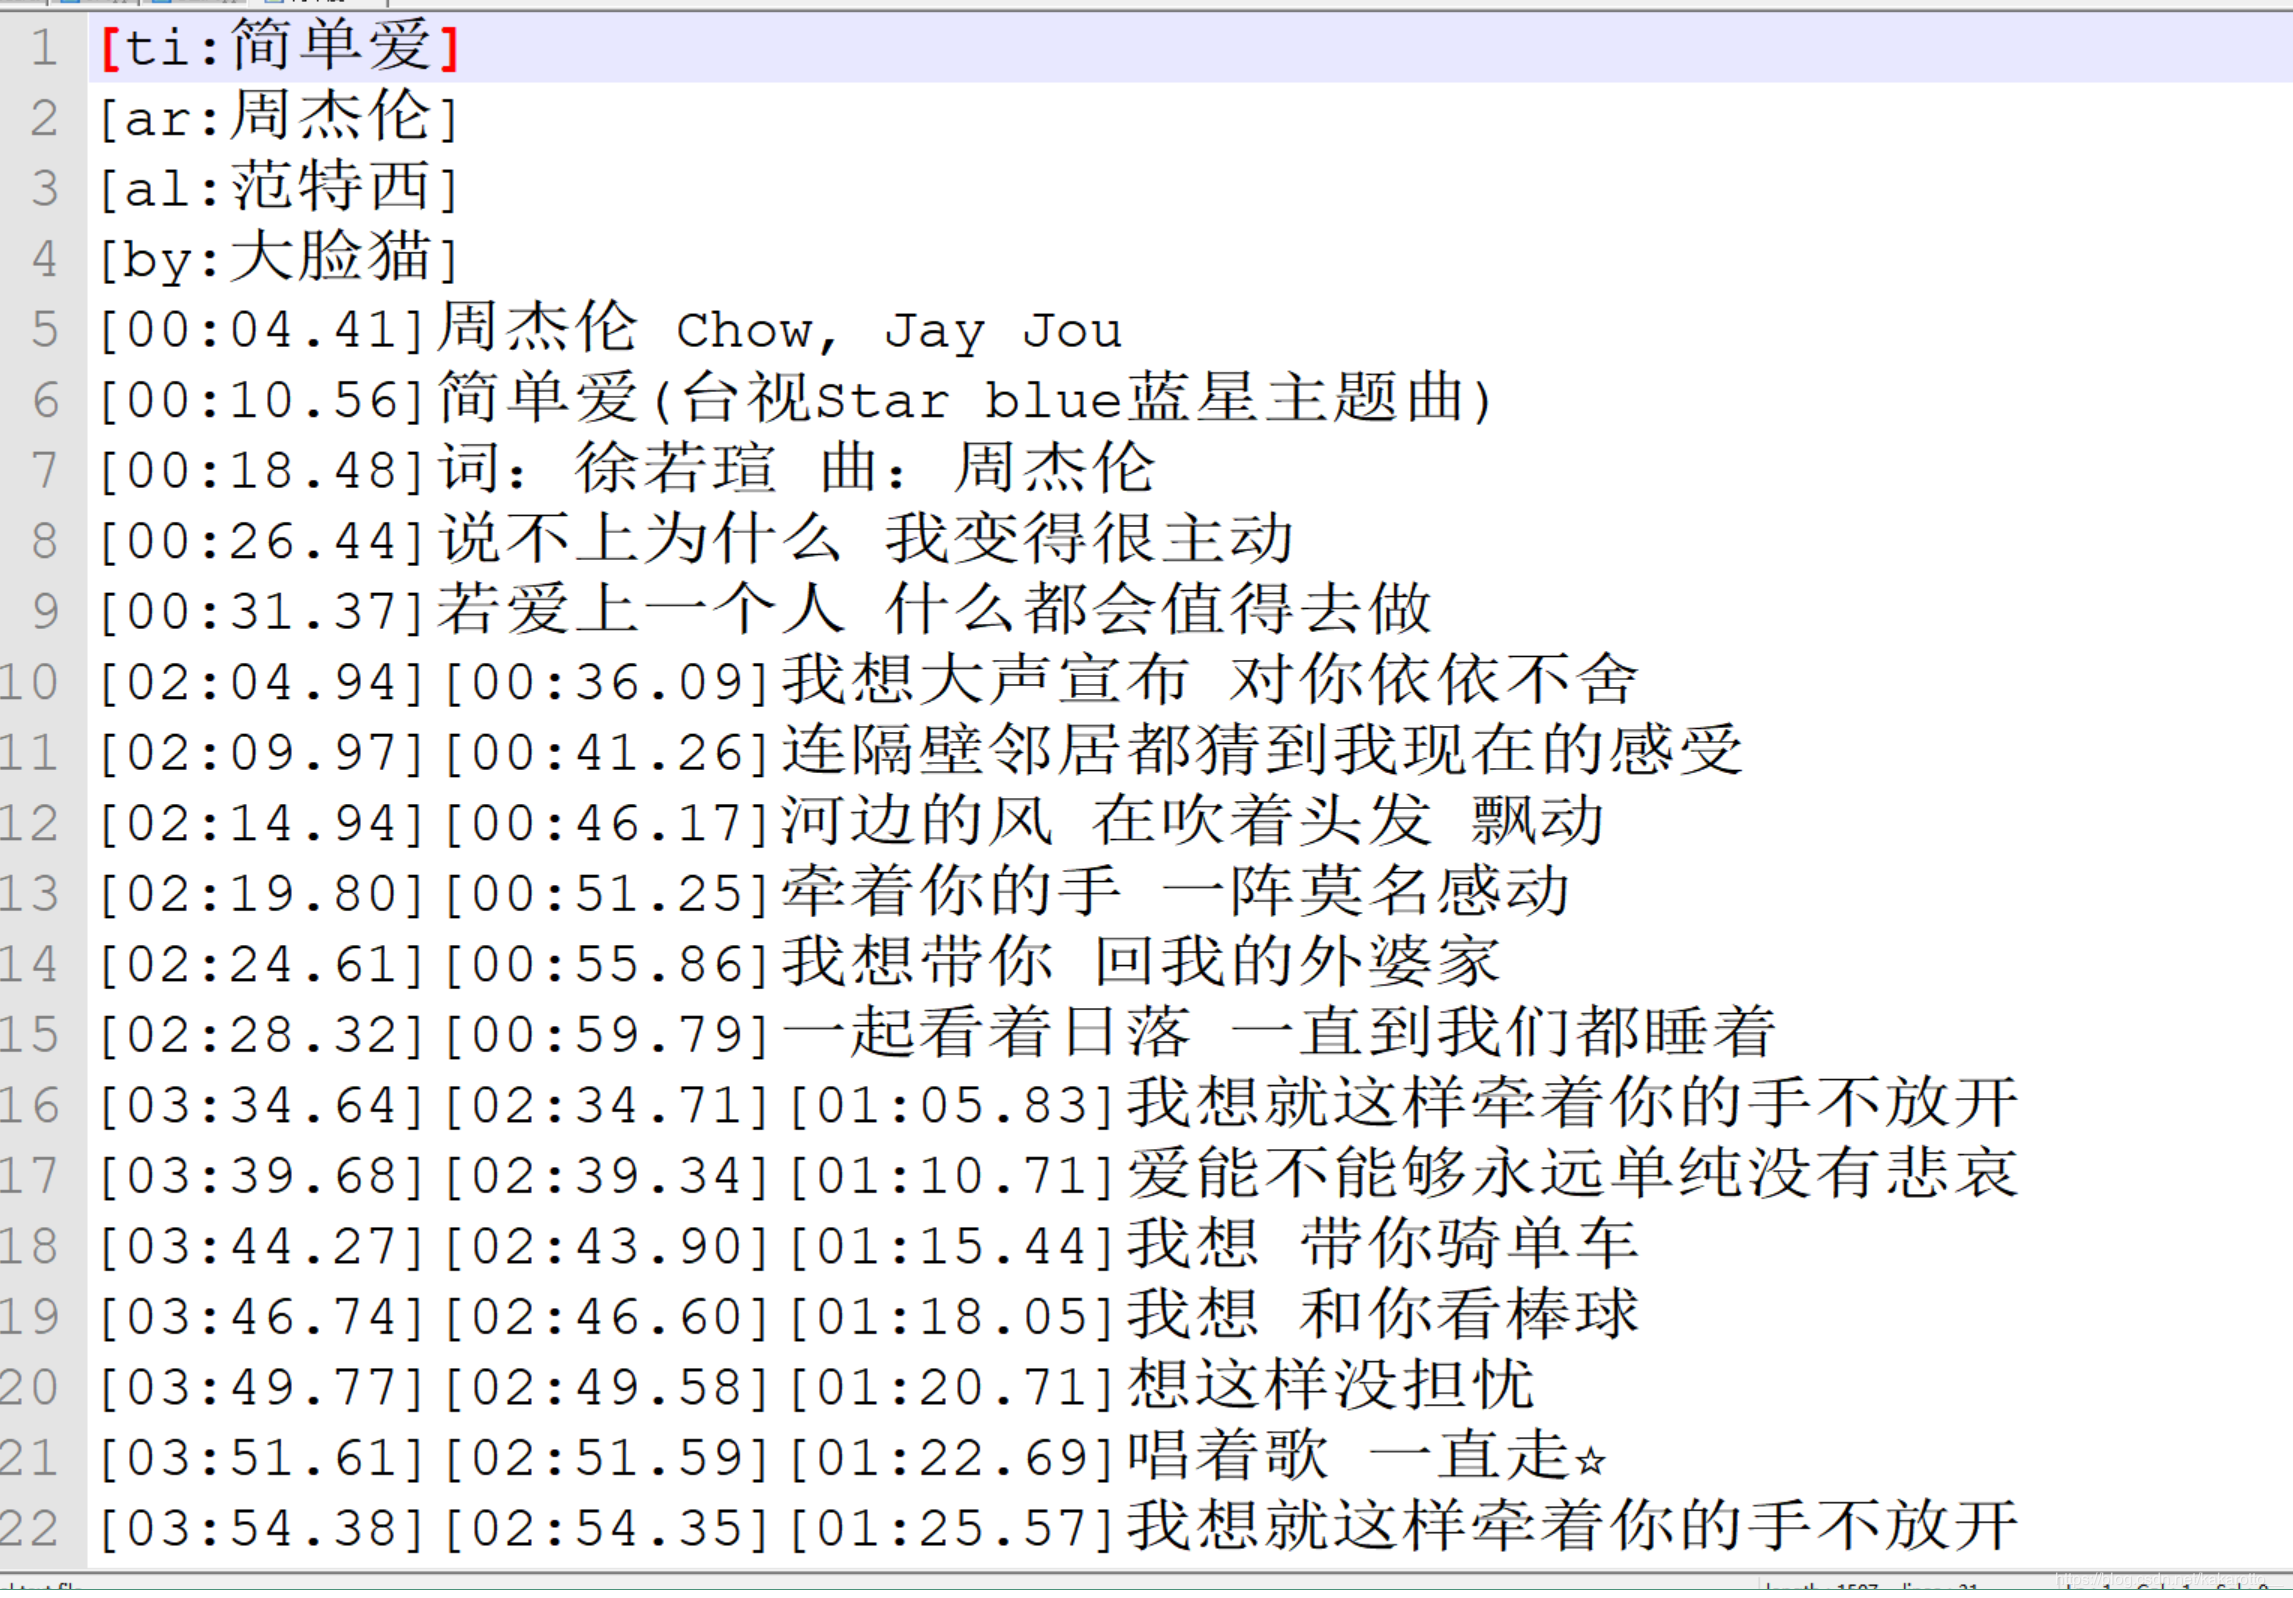 1 [ti:简单爱]
2 [ar:周杰伦]
3 [al:范特西]
4 [by:大脸猫]
5 [00:04.41]周杰伦 Chow, Jay Jou
6 [00:10.56]简单爱(台视Star blue蓝星主题曲)
7 [00:18.48]词：徐若瑄 曲：周杰伦
8 [00:26.44]说不上为什么 我变得很主动
9 [00:31.37]若爱上一个人 什么都会值得去做
10 [02:04.94][00:36.09]我想大声宣布 对你依依不舍
11 [02:09.97][00:41.26]连隔壁邻居都猜到我现在的感受
12 [02:14.94][00:46.17]河边的风 在吹着头发 飘动
13 [02:19.80][00:51.25]牵着你的手 一阵莫名感动
14 [02:24.61][00:55.86]我想带你 回我的外婆家
15 [02:28.32][00:59.79]一起看着日落 一直到我们都睡着
16 [03:34.64][02:34.71][01:05.83]我想就这样牵着你的手不放开
17 [03:39.68][02:39.34][01:10.71]爱能不能够永远单纯没有悲哀
18 [03:44.27][02:43.90][01:15.44]我想 带你骑单车
19 [03:46.74][02:46.60][01:18.05]我想 和你看棒球
20 [03:49.77][02:49.58][01:20.71]想这样没担忧
21 [03:51.61][02:51.59][01:22.69]唱着歌 一直走☆
22 [03:54.38][02:54.35][01:25.57]我想就这样牵着你的手不放开